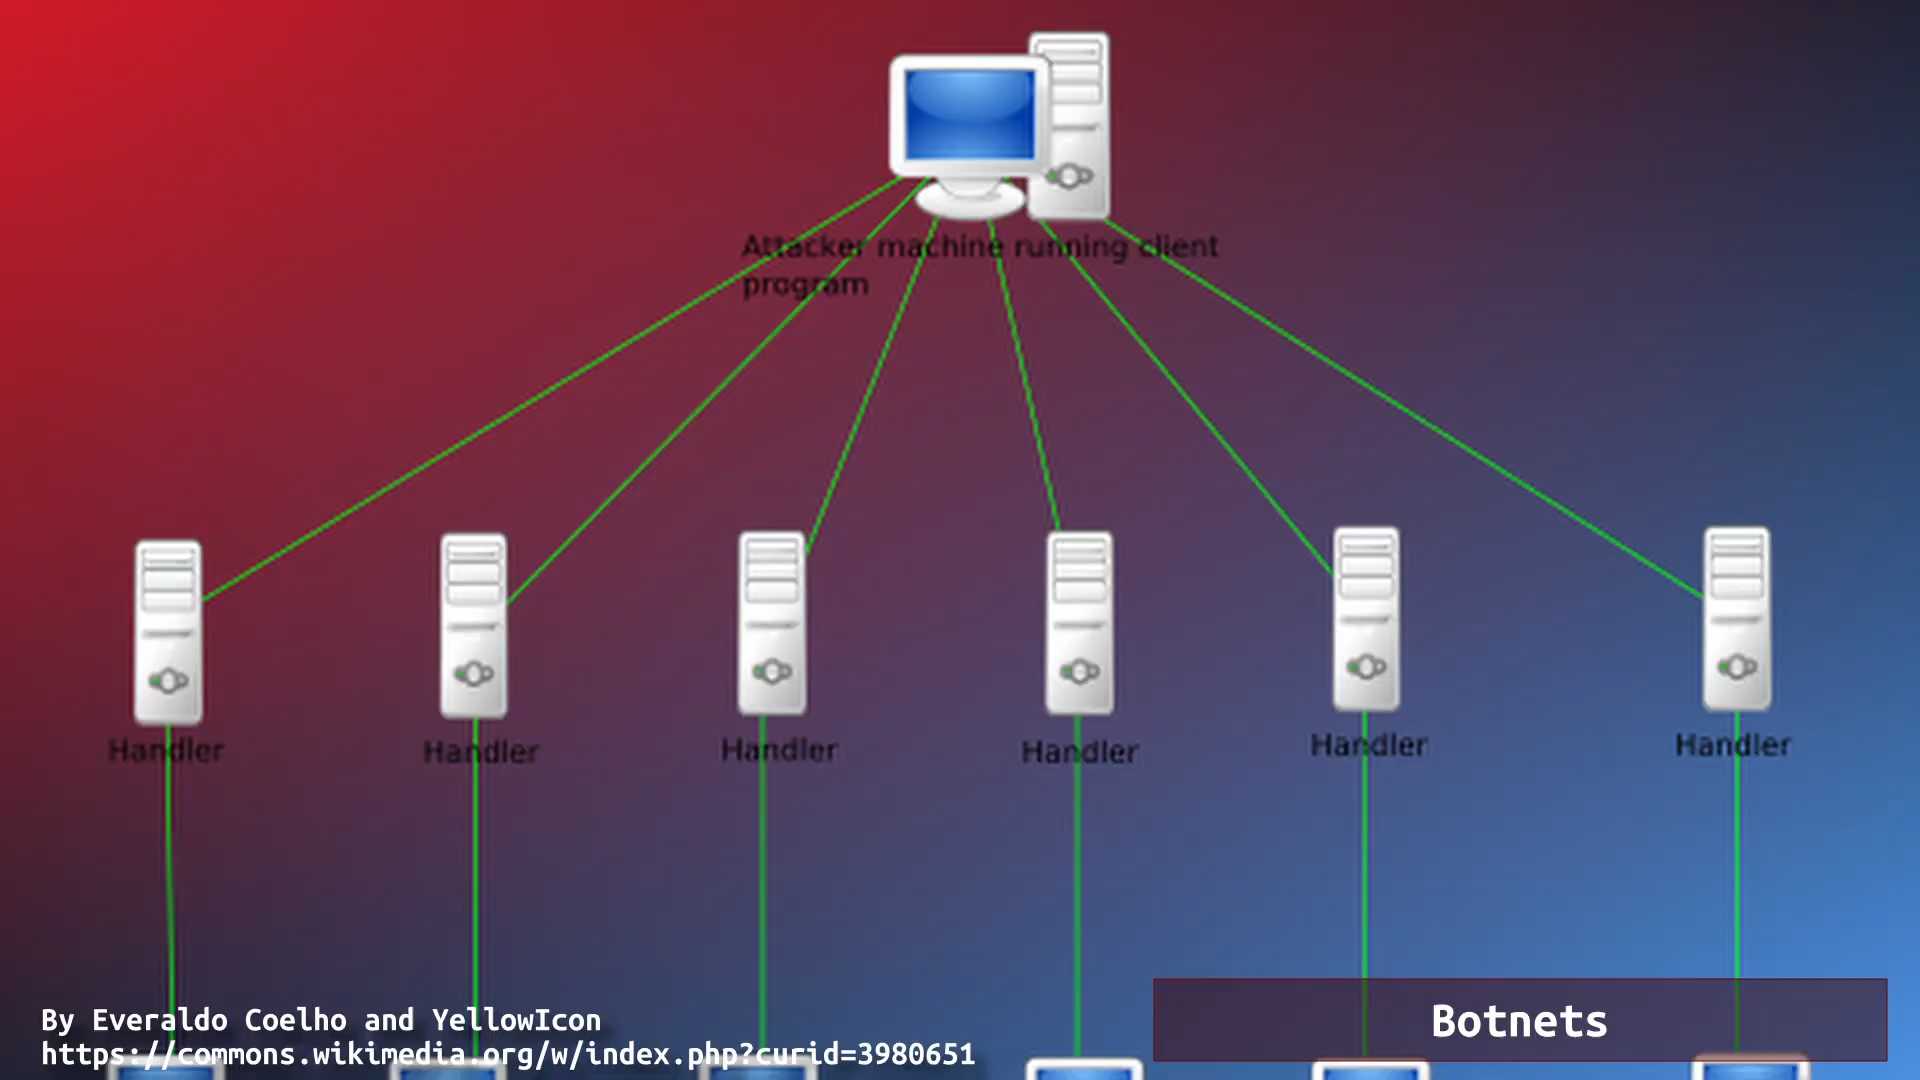 Attacker machine running client
program
Handler
Handler
Handler
Handler
Handler
Handler
By Everaldo Coelho and YellowIcon
https://commons.wikimedia.org/w/index.php?curid=3980651
Botnets